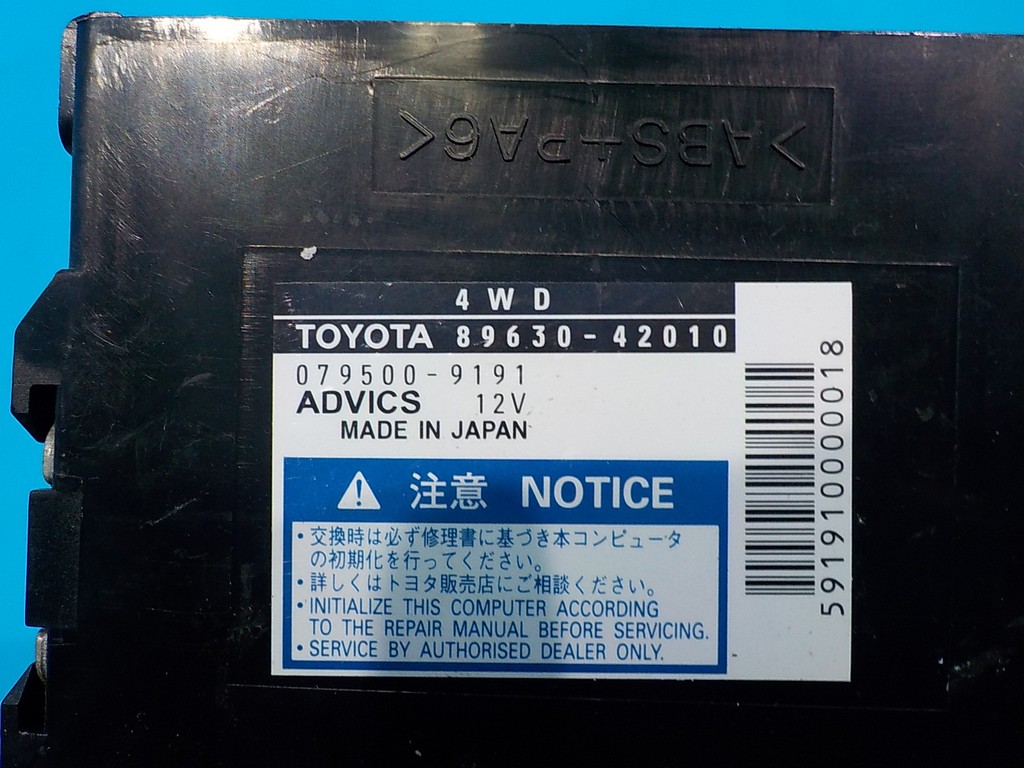 >ABS+PA6<
4WD
TOYOTA 89630-42010
079500-9191
ADVICS 12V
MADE IN JAPAN
注意 NOTICE
・交換時は必ず修理書に基づき本コンピュータ
の初期化を行ってください。
・詳しくはトヨタ販売店にご相談ください。
・INITIALIZE THIS COMPUTER ACCORDING
TO THE REPAIR MANUAL BEFORE SERVICING.
・SERVICE BY AUTHORISED DEALER ONLY.
5919100000018